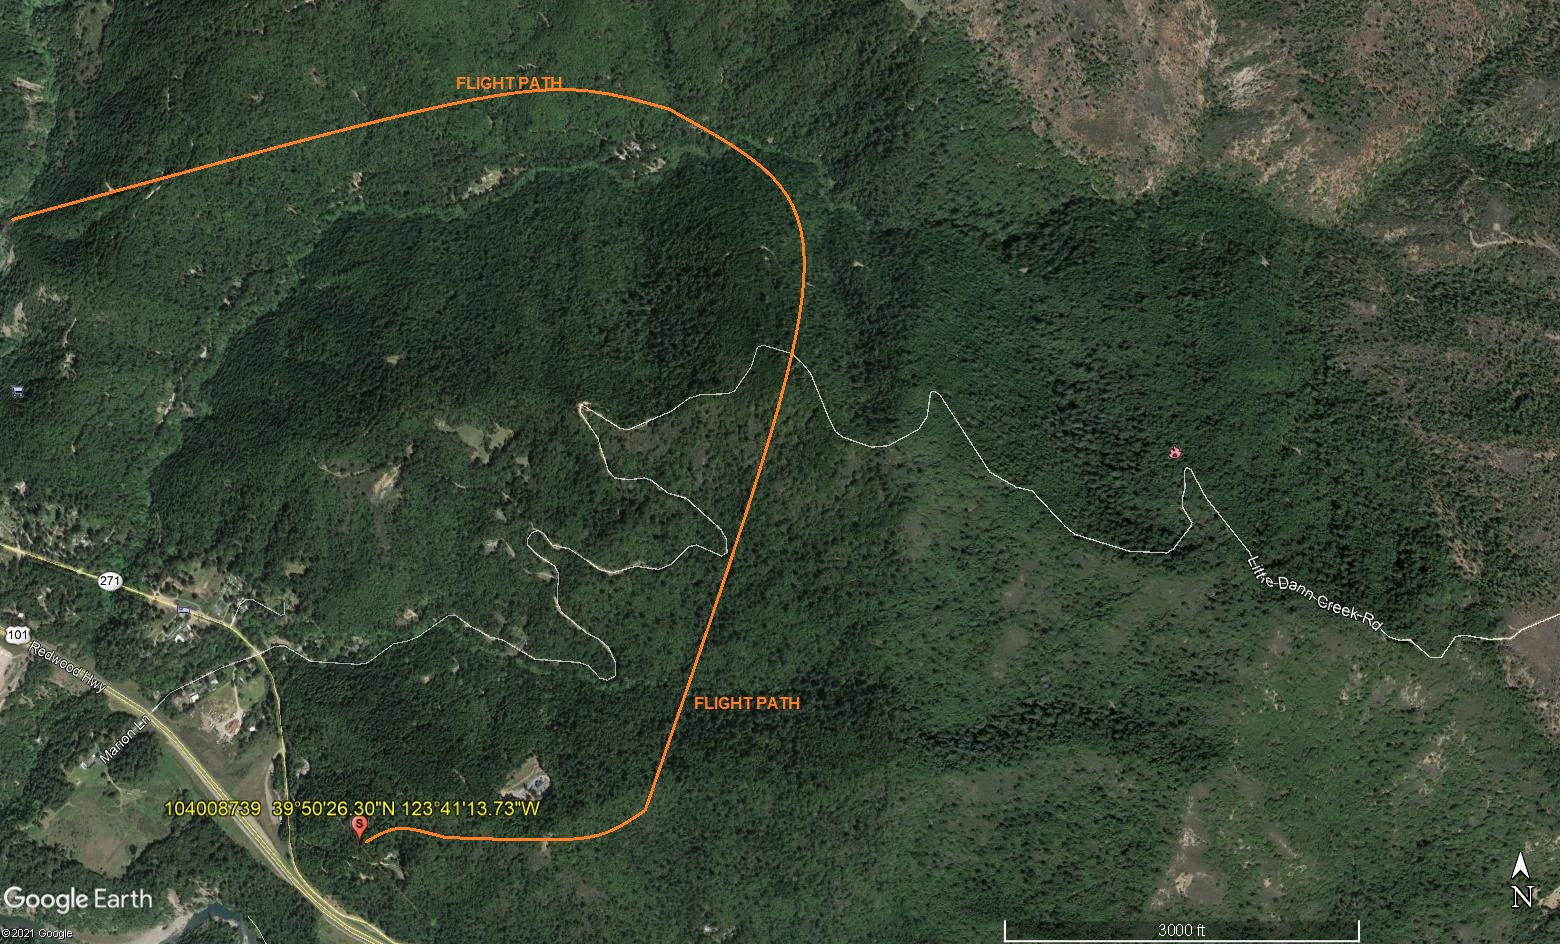 FLIGHT PATH
271
101
Redwood Hwy
Marion Ln
Little Dann Creek Rd
FLIGHT PATH
104008739 39°50'26.30"N 123°41'13.73"W
S
Google Earth
©2021 Google
3000 ft
N